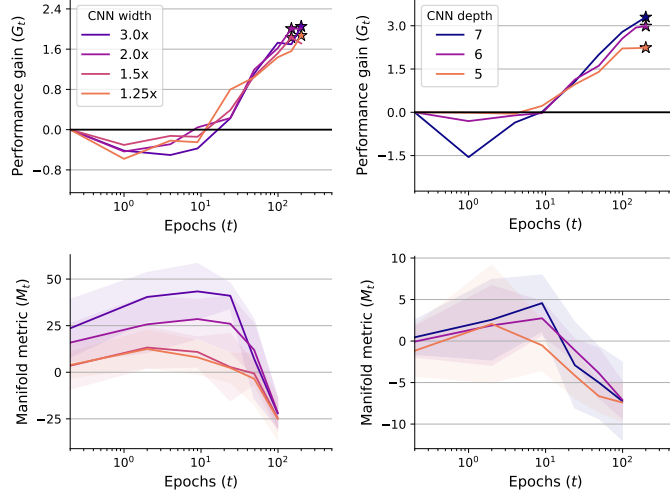 Performance gain (Gₜ)
2.4
1.6
0.8
0.0
−0.8
CNN width
3.0x
2.0x
1.5x
1.25x
10⁰
10¹
10²
Epochs (t)
Performance gain (Gₜ)
3.0
1.5
0.0
−1.5
CNN depth
7
6
5
10⁰
10¹
10²
Epochs (t)
Manifold metric (Mₜ)
50
25
0
−25
10⁰
10¹
10²
Epochs (t)
Manifold metric (Mₜ)
10
5
0
−5
−10
10⁰
10¹
10²
Epochs (t)